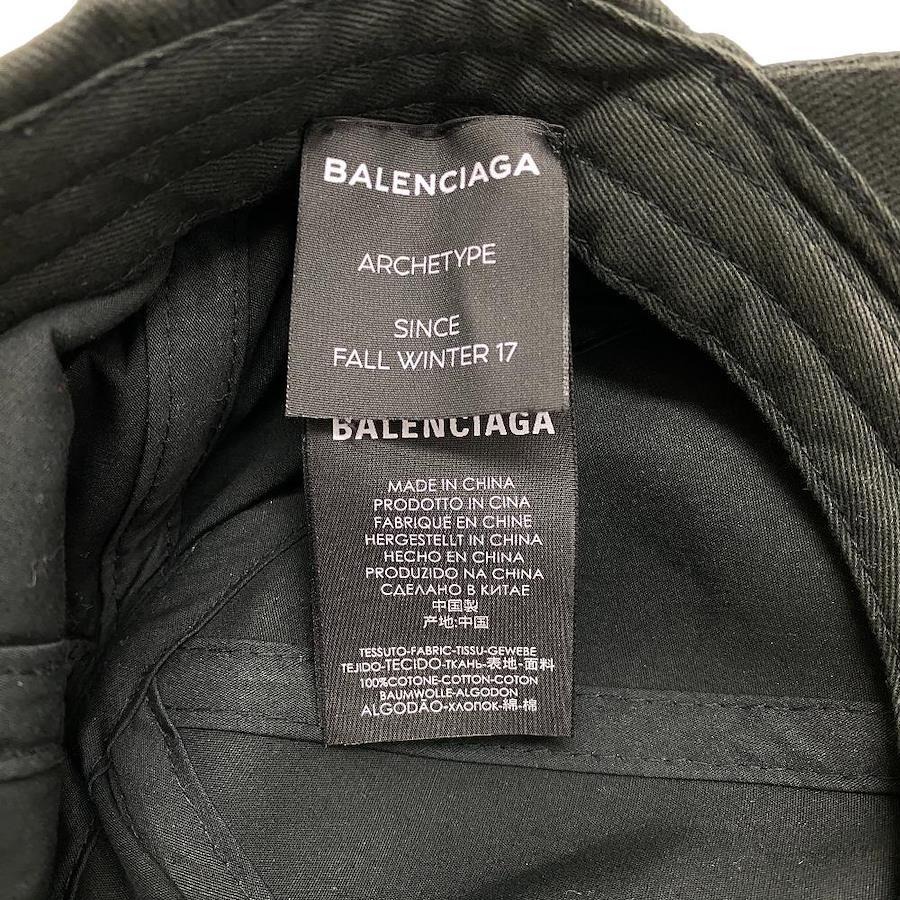 BALENCIAGA
ARCHETYPE
SINCE
FALL WINTER 17
BALENCIAGA
MADE IN CHINA
PRODOTTO IN CINA
FABRIQUÉ EN CHINE
HERGESTELLT IN CHINA
HECHO EN CHINA
PRODUZIDO NA CHINA
СДЕЛАНО В КИТАЕ
中国製
产地:中国
TESSUTO-FABRIC-TISSU-GEWEBE
TEJIDO-TECIDO-ТКАНЬ-表地-面料
100%COTONE-COTTON-COTON
BAUMWOLLE-ALGODON
ALGODÃO-ХЛОПОК-綿-棉